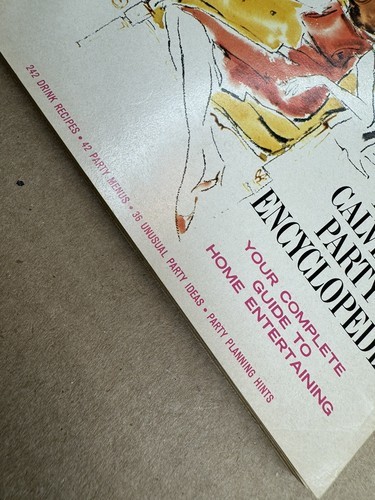 242 DRINK RECIPES • 42 PARTY MENUS • 36 UNUSUAL PARTY IDEAS • PARTY PLANNING HINTS
PARTY
YOUR COMPLETE
GUIDE TO
HOME ENTERTAINING